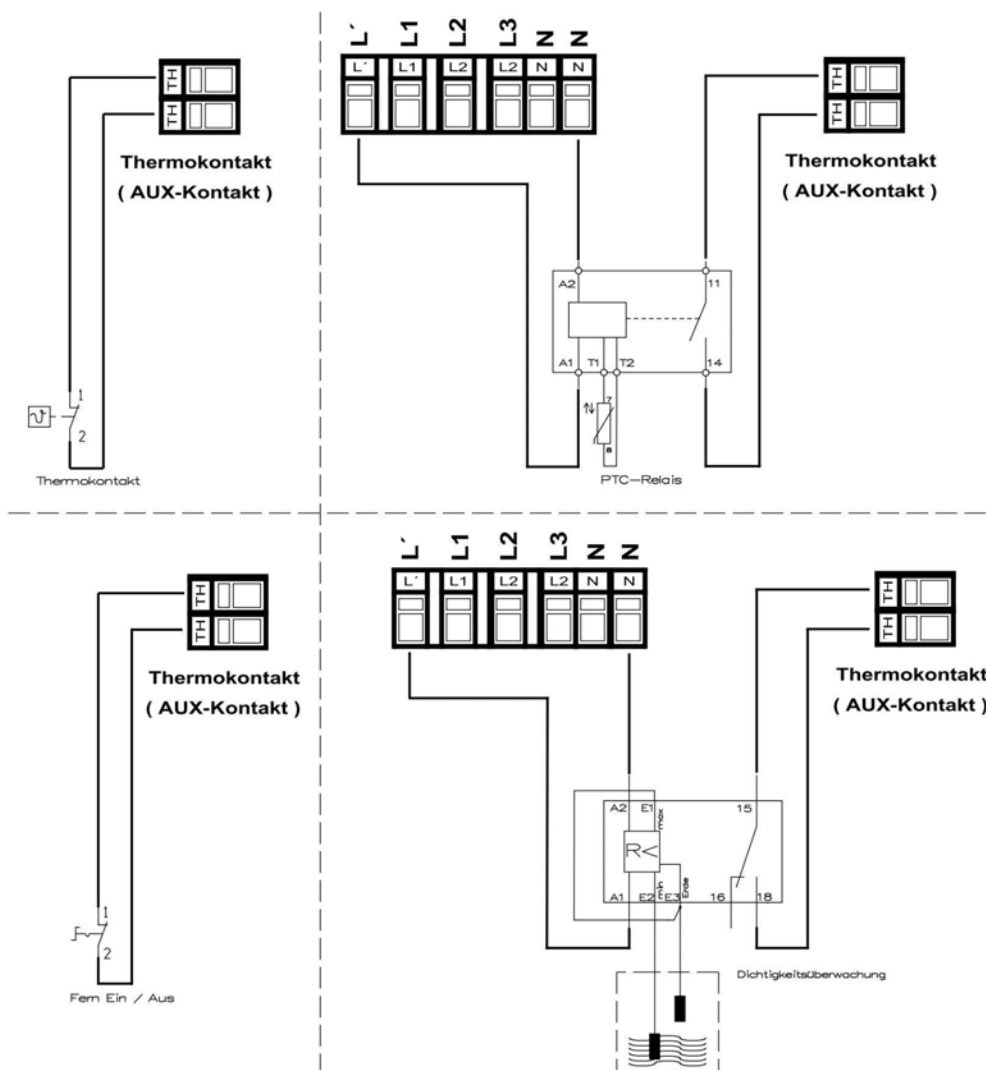 TH
TH
Thermokontakt
( AUX-Kontakt )
1
2
Thermokontakt
L´ L1 L2 L3 N N
L´ L1 L2 L2 N N
TH
TH
Thermokontakt
( AUX-Kontakt )
A2 11
A1 T1 T2 14
7
8
PTC-Relais
TH
TH
Thermokontakt
( AUX-Kontakt )
1
2
Fern Ein / Aus
L´ L1 L2 L3 N N
L´ L1 L2 L2 N N
TH
TH
Thermokontakt
( AUX-Kontakt )
A2 E1 15
max
R<
min
Erde
A1 E2 E3 16 18
Dichtigkeitsüberwachung